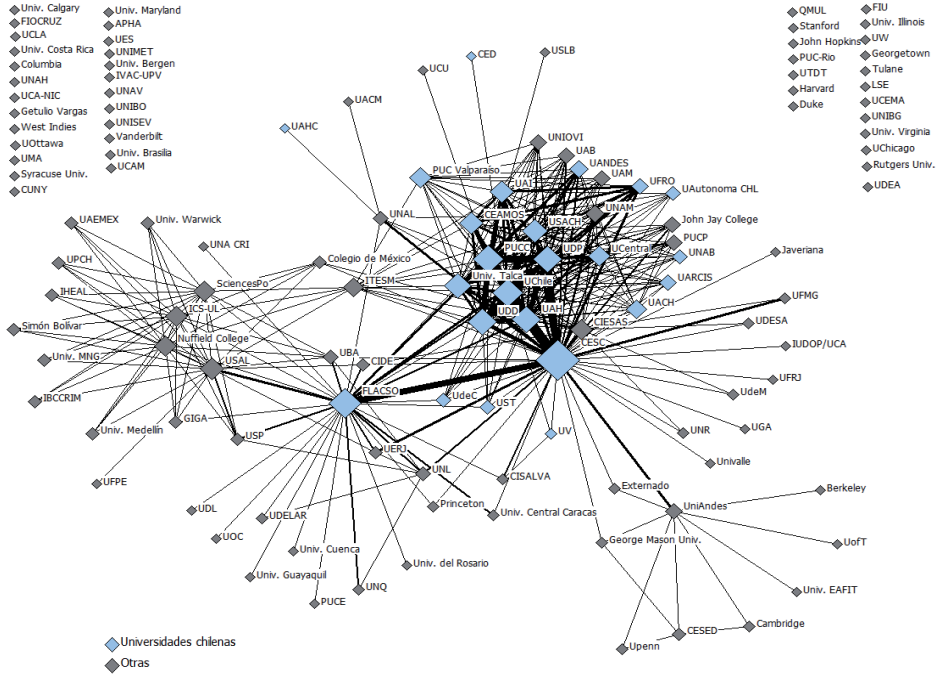 Univ. Calgary
FIOCRUZ
UCLA
Univ. Costa Rica
Columbia
UNAH
UCA-NIC
Getulio Vargas
West Indies
UOttawa
UMA
Syracuse Univ.
CUNY
Univ. Maryland
APHA
UES
UNIMET
Univ. Bergen
IVAC-UPV
UNAV
UNIBO
UNISEV
Vanderbilt
Univ. Brasilia
UCAM
QMUL
Stanford
John Hopkins
PUC-Rio
UTDT
Harvard
Duke
FIU
Univ. Illinois
UW
Georgetown
Tulane
LSE
UCEMA
UNIBG
Univ. Virginia
UChicago
Rutgers Univ.
UDEA
CED
USLB
UCU
UACM
UAHC
UNIOVI
UAB
UANDES
PUC Valparaíso
UAM
UAI
UFRO
UAutonoma CHL
UNAL
CEAMOS
UNAM
USACH
John Jay College
UAEMEX
Univ. Warwick
PUCP
UNA CRI
PUCC
UDP
UCentral
UNAB
Javeriana
UPCH
Colegio de México
SciencesPo
ITESM
Univ. Talca
UChile
UARCIS
IHEAL
UFMG
UACH
ICS-UL
UDD
UAH
CIESAS
UDESA
Simón Bolívar
Nuffield College
CESC
IUDOP/UCA
Univ. MNG
USAL
UBA
CIDE
UFRJ
IBCCRIM
FLACSO
UdeC
UST
UdeM
GIGA
Univ. Medellín
USP
UV
UNR
UGA
UERJ
Univalle
UNL
CISALVA
UFPE
Externado
Berkeley
UDL
UDELAR
Princeton
Univ. Central Caracas
UniAndes
UOC
Univ. Cuenca
George Mason Univ.
UofT
Univ. Guayaquil
Univ. del Rosario
PUCE
UNQ
Univ. EAFIT
CESED
Cambridge
Upenn
Universidades chilenas
Otras